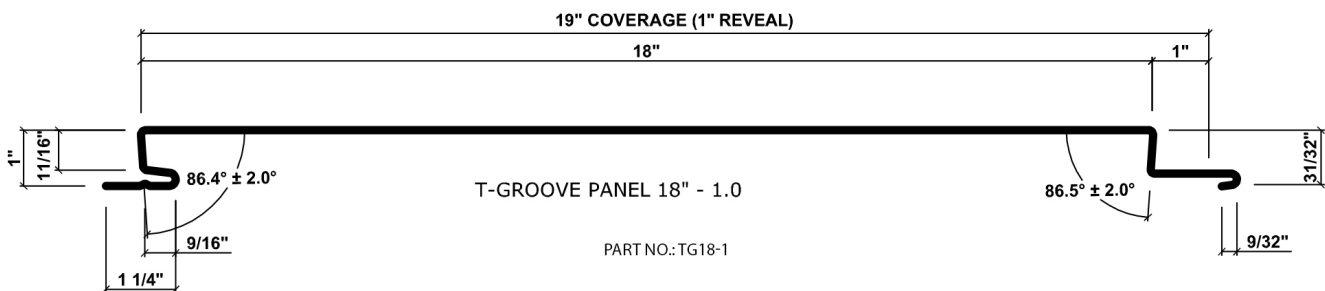 19" COVERAGE (1" REVEAL)
18"
1"
1"
11/16"
31/32"
86.4° ± 2.0°
T-GROOVE PANEL 18" - 1.0
86.5° ± 2.0°
9/16"
PART NO.: TG18-1
9/32"
1 1/4"